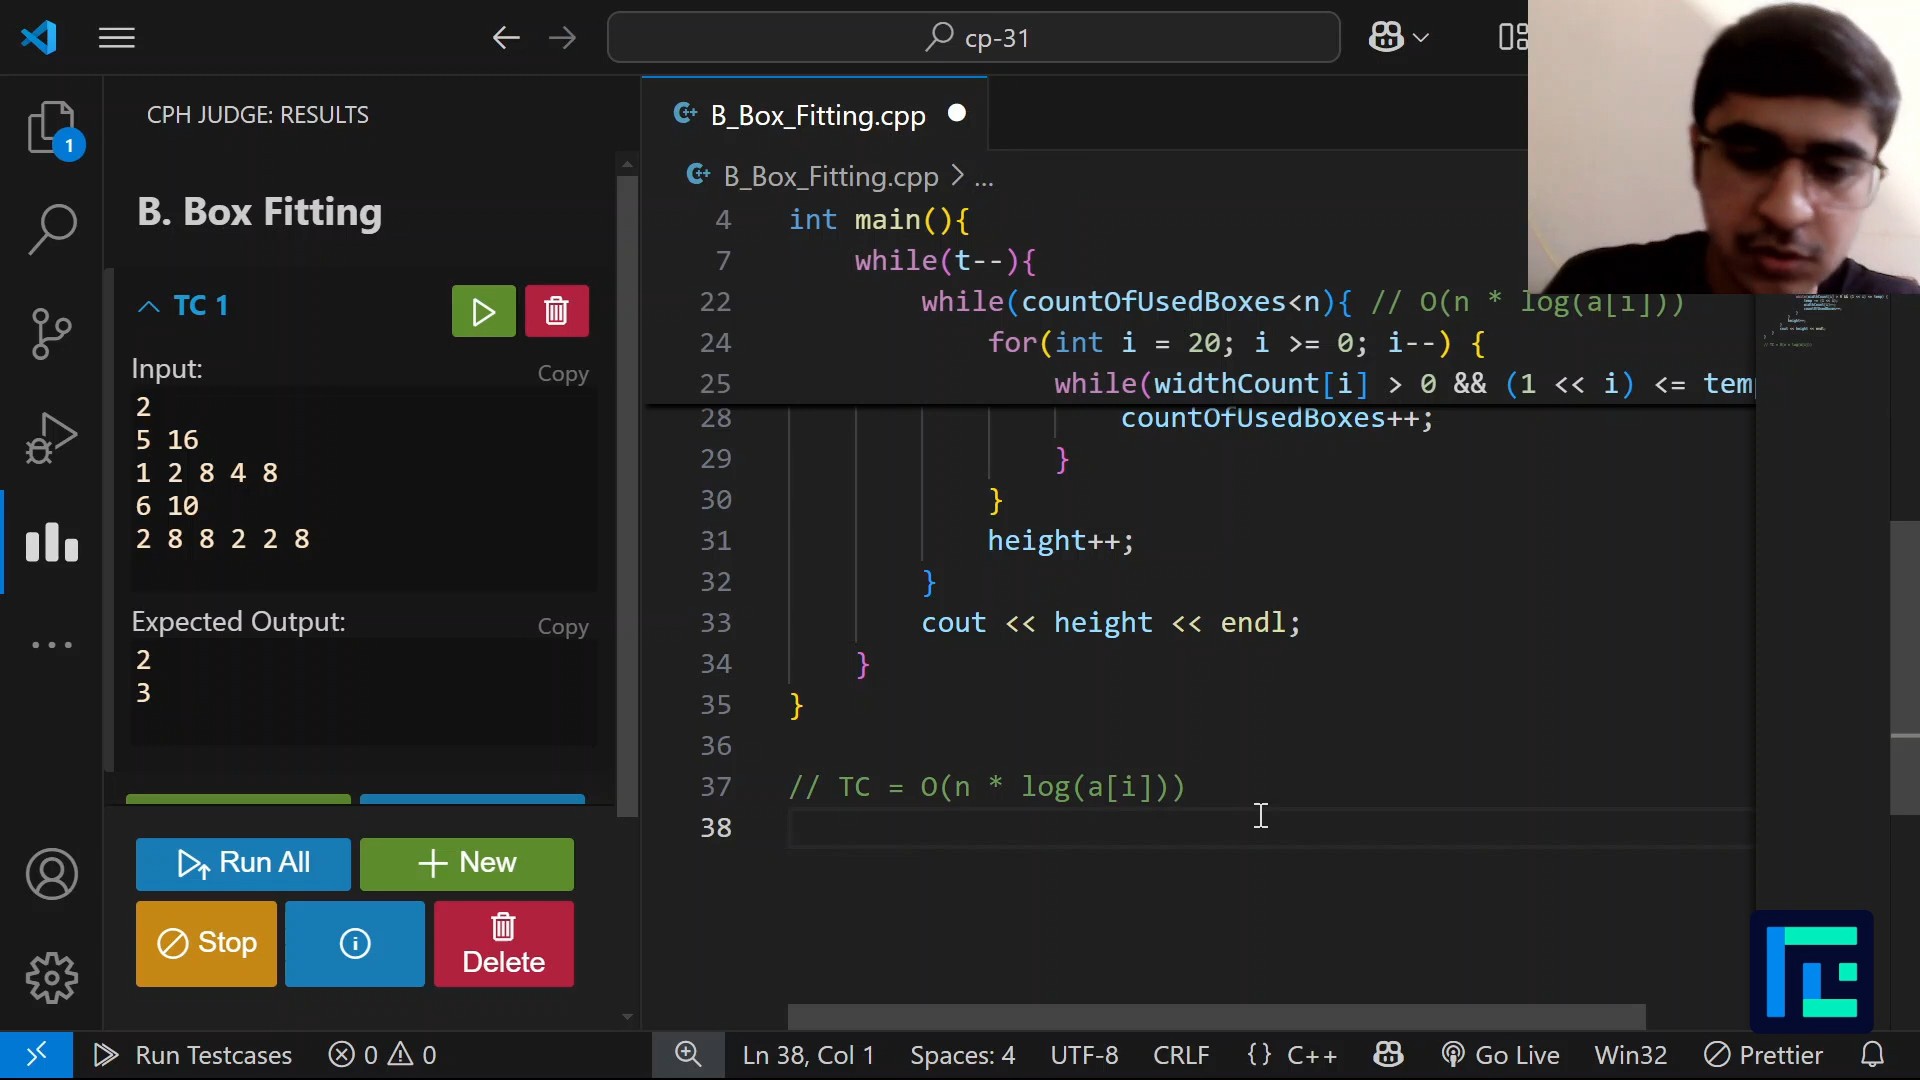 cp-31
CPH JUDGE: RESULTS
B. Box Fitting
TC 1
Input:
Copy
2
5 16
1 2 8 4 8
6 10
2 8 8 2 2 8
Expected Output:
Copy
2
3
Run All
New
Stop
Delete
1
B_Box_Fitting.cpp
B_Box_Fitting.cpp > ...
4 int main(){
7 while(t--){
22 while(countOfUsedBoxes<n){ // O(n * log(a[i]))
24 for(int i = 20; i >= 0; i--) {
25 while(widthCount[i] > 0 && (1 << i) <= temp
28 countOfUsedBoxes++;
29 }
30 }
31 height++;
32 }
33 cout << height << endl;
34 }
35 }
36
37 // TC = O(n * log(a[i]))
38
Run Testcases 0 0 Ln 38, Col 1 Spaces: 4 UTF-8 CRLF {} C++ Go Live Win32 Prettier